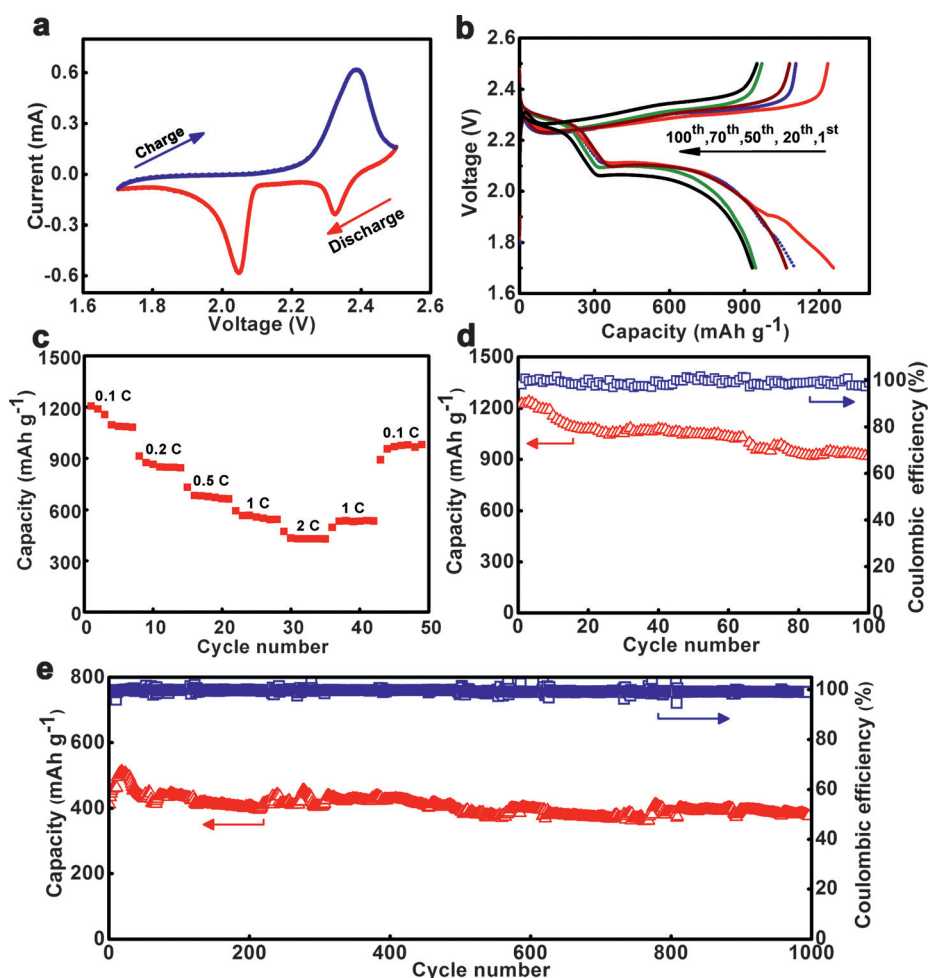 a
0.6
0.3
0.0
-0.3
-0.6
Current (mA)
Charge
Discharge
1.6 1.8 2.0 2.2 2.4 2.6
Voltage (V)
b
2.6
2.4
2.2
2.0
1.8
1.6
Voltage (V)
100th,70th,50th, 20th,1st
0 300 600 900 1200
Capacity (mAh g-1)
c
1500
1200
900
600
300
0
Capacity (mAh g-1)
0.1 C
0.2 C
0.5 C
1 C
2 C
1 C
0.1 C
0 10 20 30 40 50
Cycle number
d
1500
1200
900
600
300
0
Capacity (mAh g-1)
100
80
60
40
20
0
Coulombic efficiency (%)
0 20 40 60 80 100
Cycle number
e
800
600
400
200
0
Capacity (mAh g-1)
100
80
60
40
20
0
Coulombic efficiency (%)
0 200 400 600 800 1000
Cycle number